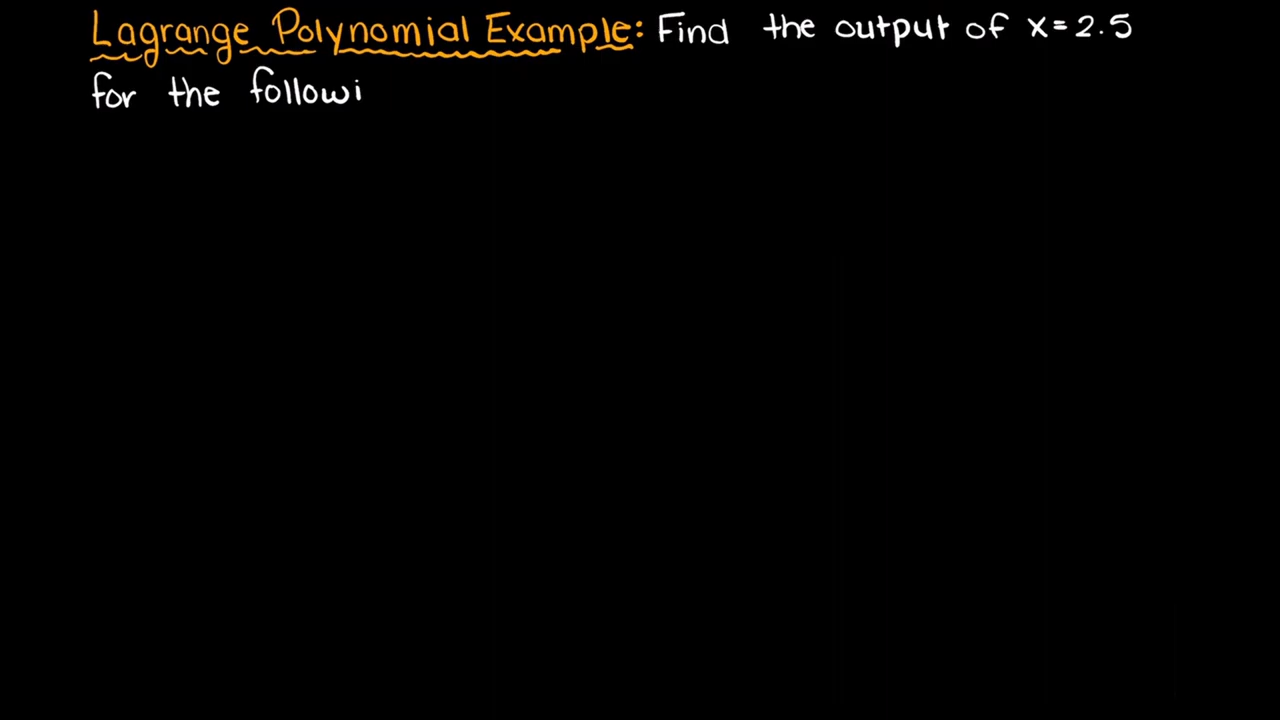 Lagrange Polynomial Example: Find the output of x=2.5
for the followi